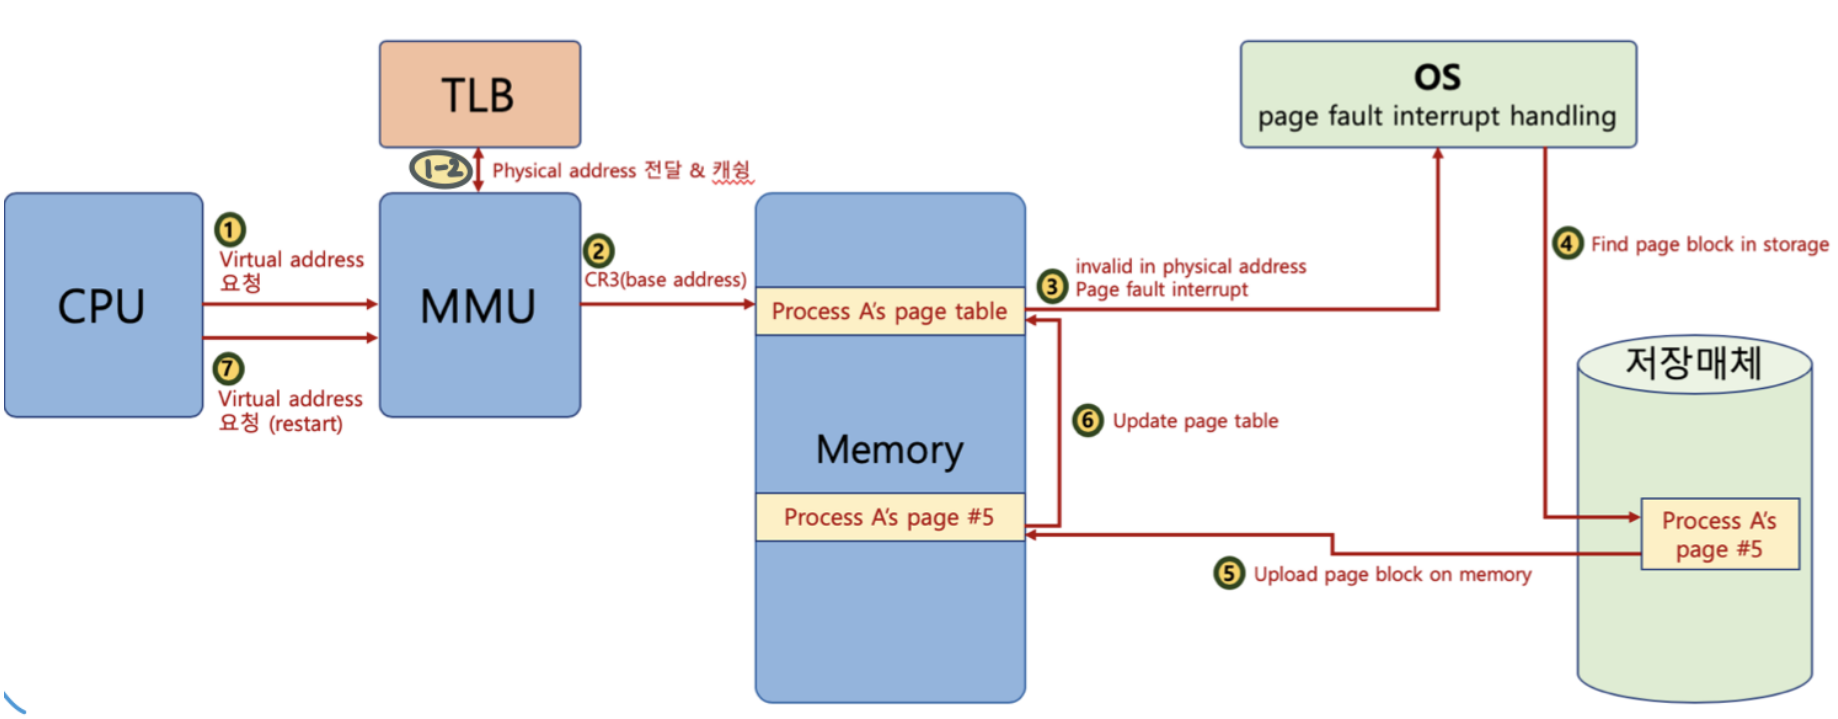 TLB
1-2
Physical address 전달 & 캐슁
CPU
1
Virtual address
요청
7
Virtual address
요청 (restart)
MMU
2
CR3(base address)
Process A's page table
Memory
Process A's page #5
3
invalid in physical address
Page fault interrupt
6
Update page table
5
Upload page block on memory
OS
page fault interrupt handling
4
Find page block in storage
저장매체
Process A's
page #5